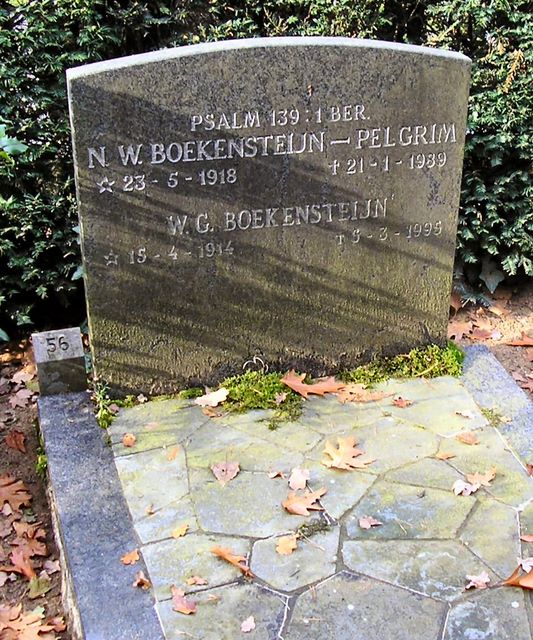 PSALM 139:1 BER.
N. W. BOEKENSTEIJN — PELGRIM
☆ 23-5-1918 † 21-1-1989
W. G. BOEKENSTEIJN
☆ 15-4-1914 † 5-3-1995
56